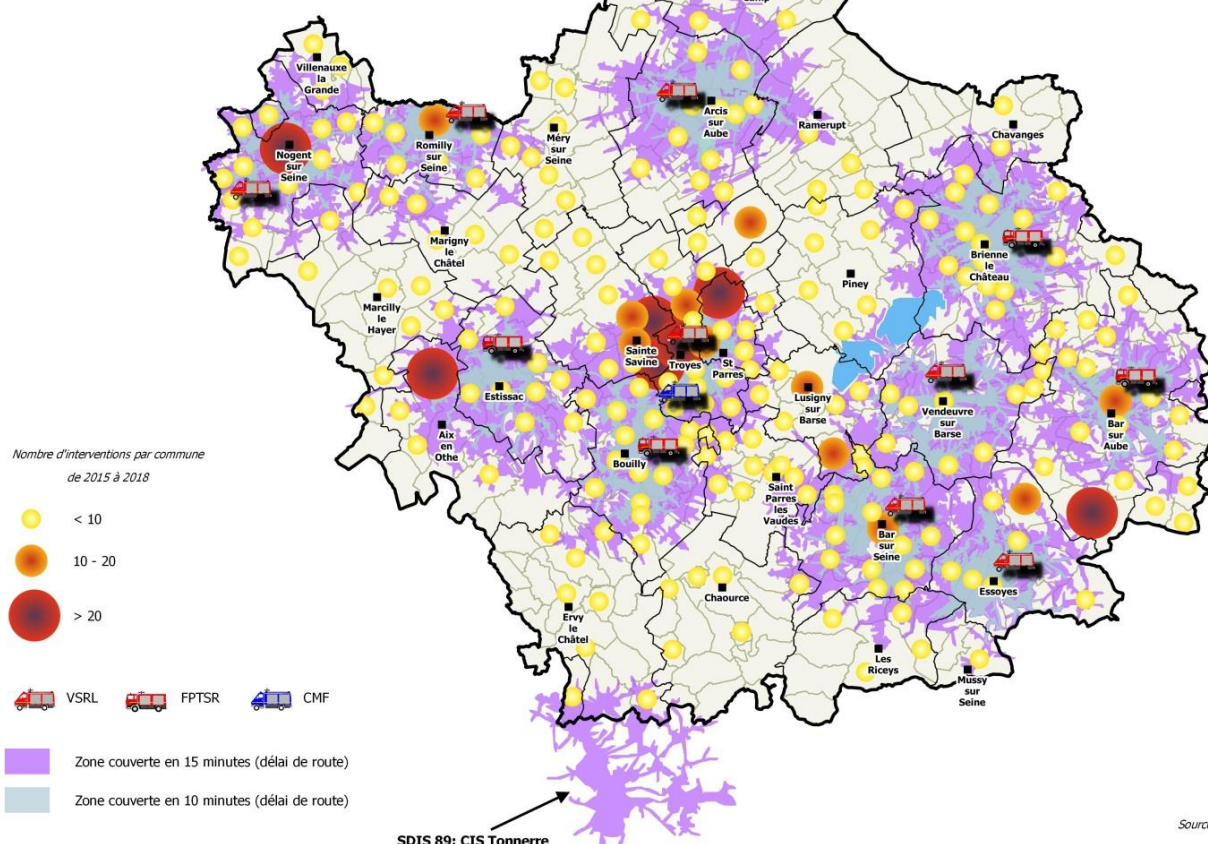 Villenauxe
la
Grande
Nogent
sur
Seine
Romilly
sur
Seine
Méry
sur
Seine
Arcis
sur
Aube
Ramerupt
Chavanges
Marigny
le
Châtel
Brienne
le
Château
Piney
Marcilly
le
Hayer
Sainte
Savine
Troyes
St
Parres
Estissac
Lusigny
sur
Barse
Vendeuvre
sur
Barse
Bar
sur
Aube
Aix
en
Othe
Bouilly
Saint
Parres
les
Vaudes
Bar
sur
Seine
Essoyes
Chaource
Ervy
le
Châtel
Les
Riceys
Mussy
sur
Seine
Nombre d'interventions par commune
de 2015 à 2018
< 10
10 - 20
> 20
VSRL FPTSR CMF
Zone couverte en 15 minutes (délai de route)
Zone couverte en 10 minutes (délai de route)
SDIS 89: CIS Tonnerre
Source